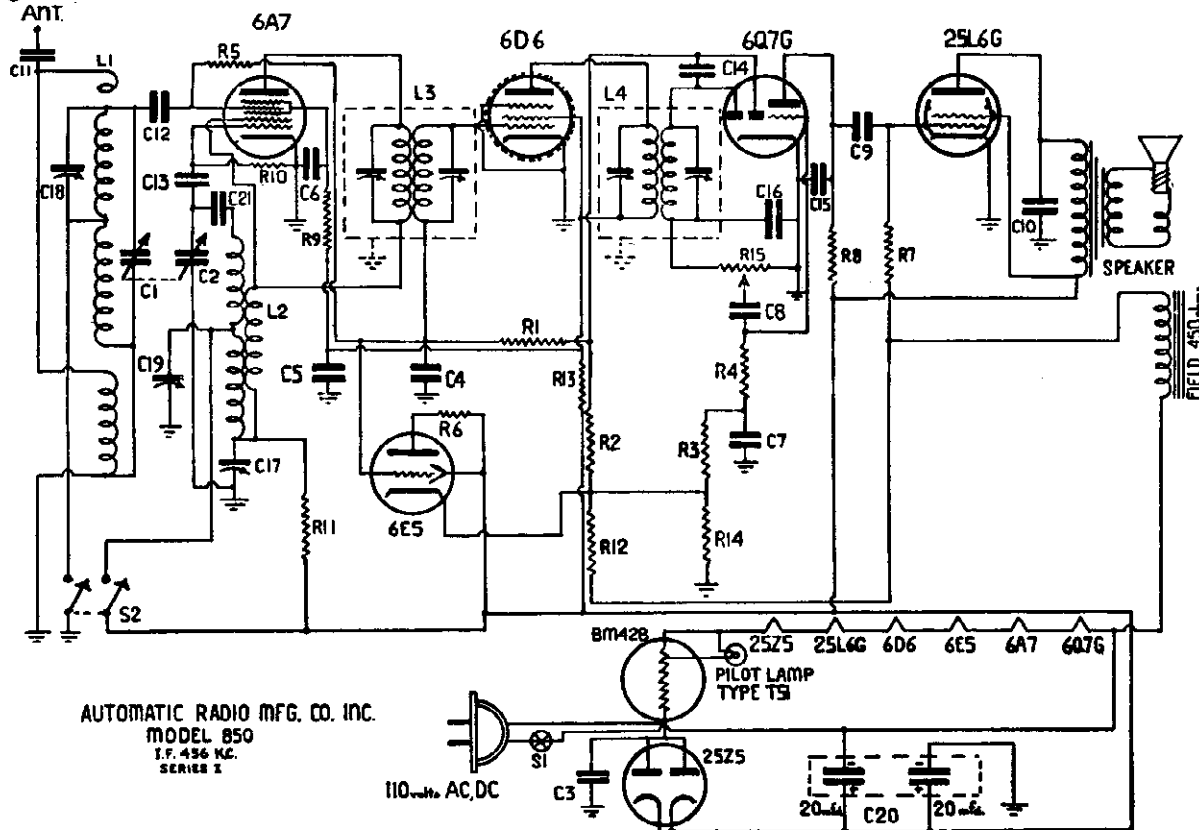 ANT.
6A7
6D6
6Q7G
25L6G
C11
L1
R5
C14
L3
L4
C12
C9
C18
C13
R10
C6
C16
C15
C21
R9
C10
R15
R8
R7
SPEAKER
C1
C2
C8
L2
R1
FIELD 450
C19
C5
C4
R13
R4
R6
R2
R3
C7
C17
6E5
R11
R12
R14
S2
BM42B
25Z5
25L6G
6D6
6E5
6A7
6Q7G
PILOT LAMP
TYPE T51
AUTOMATIC RADIO MFG. CO. INC.
MODEL 850
I.F. 456 KC.
SERIES I
S1
25Z5
C3
110 volts AC, DC
20 mfd.
C20
20 mfd.